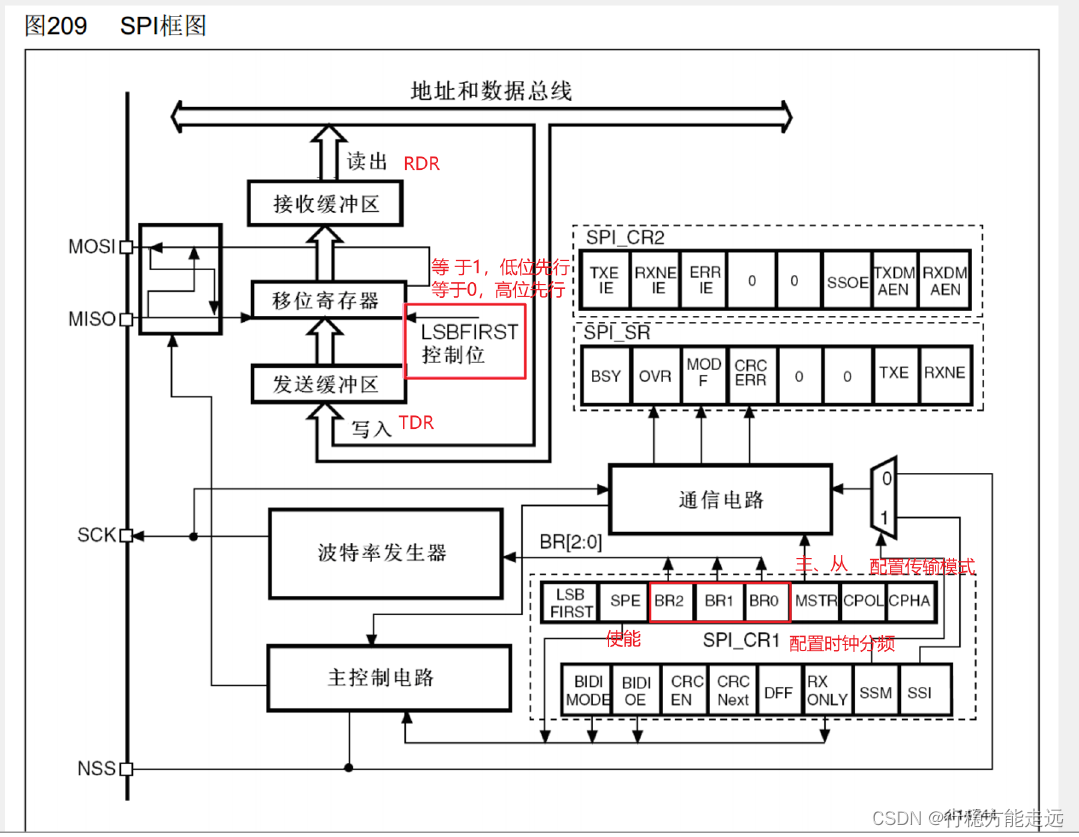 图209 SPI框图
地址和数据总线
读出 RDR
接收缓冲区
MOSI
等 于1，低位先行
等于0，高位先行
移位寄存器
MISO
LSBFIRST
控制位
发送缓冲区
写入 TDR
SPI_CR2
TXE
IE
RXNE
IE
ERR
IE
0
0
SSOE
TXDM
AEN
RXDM
AEN
SPI_SR
BSY
OVR
MOD
F
CRC
ERR
0
0
TXE
RXNE
通信电路
0
1
SCK
波特率发生器
BR[2:0]
主、从
配置传输模式
LSB
FIRST
SPE
BR2
BR1
BR0
MSTR
CPOL
CPHA
使能
SPI_CR1
配置时钟分频
主控制电路
BIDI
MODE
BIDI
OE
CRC
EN
CRC
Next
DFF
RX
ONLY
SSM
SSI
NSS
CSDN @行稳方能走远